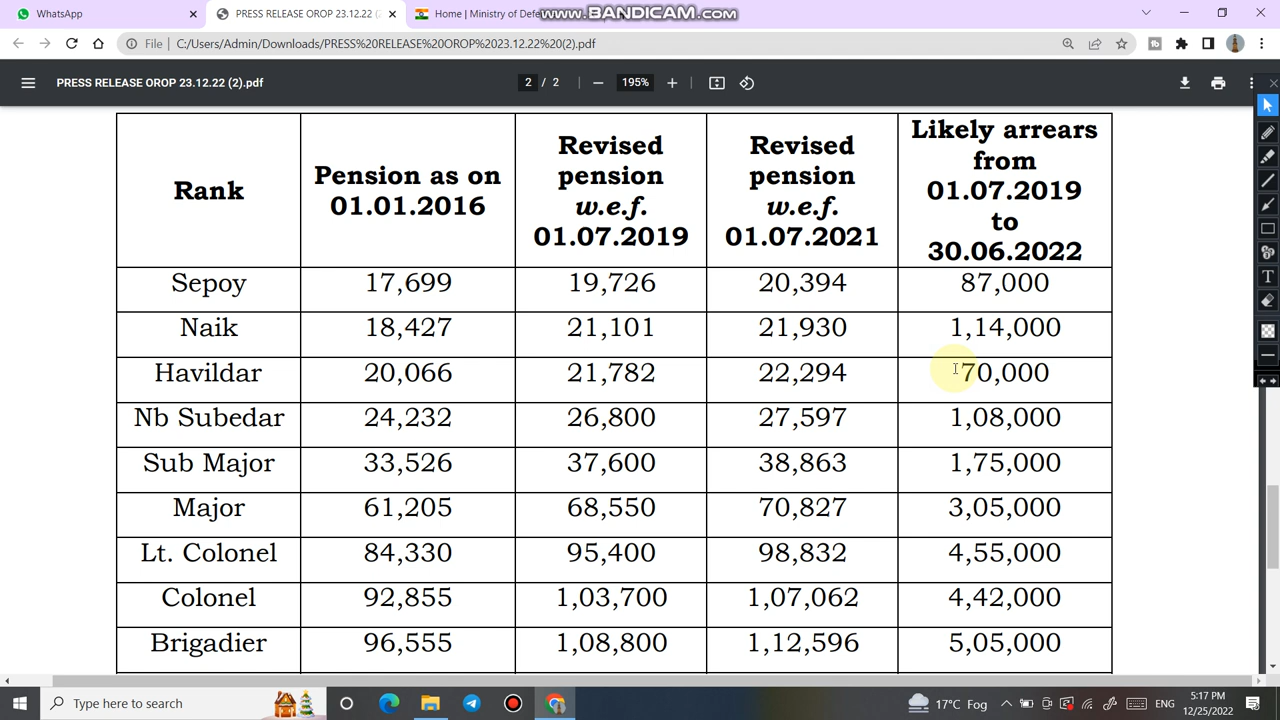 WhatsApp
PRESS RELEASE OROP 23.12.22 (2
Home | Ministry of Defe
www.BANDICAM.com
File
C:/Users/Admin/Downloads/PRESS%20RELEASE%20OROP%2023.12.22%20(2).pdf
PRESS RELEASE OROP 23.12.22 (2).pdf
2 / 2
195%
Rank
Pension as on
01.01.2016
Revised
pension
w.e.f.
01.07.2019
Revised
pension
w.e.f.
01.07.2021
Likely arrears
from
01.07.2019
to
30.06.2022
Sepoy 17,699 19,726 20,394 87,000
Naik 18,427 21,101 21,930 1,14,000
Havildar 20,066 21,782 22,294 70,000
Nb Subedar 24,232 26,800 27,597 1,08,000
Sub Major 33,526 37,600 38,863 1,75,000
Major 61,205 68,550 70,827 3,05,000
Lt. Colonel 84,330 95,400 98,832 4,55,000
Colonel 92,855 1,03,700 1,07,062 4,42,000
Brigadier 96,555 1,08,800 1,12,596 5,05,000
Type here to search
17°C Fog
ENG
5:17 PM
12/25/2022